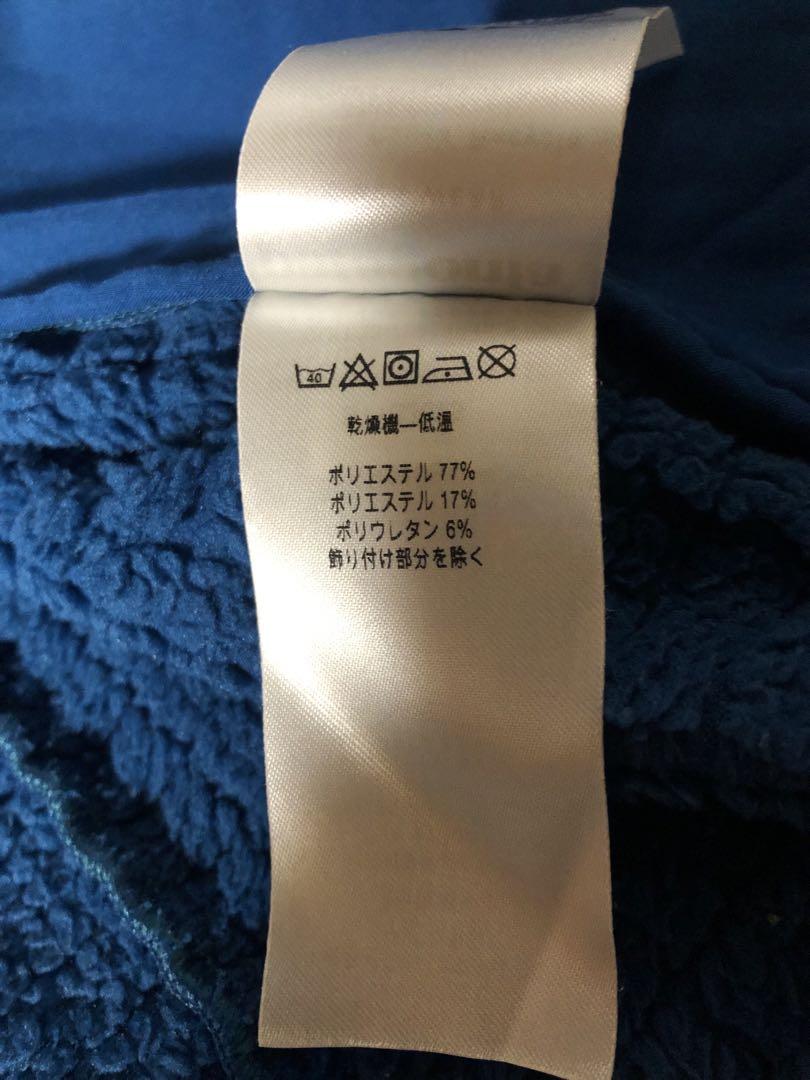 40
乾燥機—低温
ポリエステル 77%
ポリエステル 17%
ポリウレタン 6%
飾り付け部分を除く